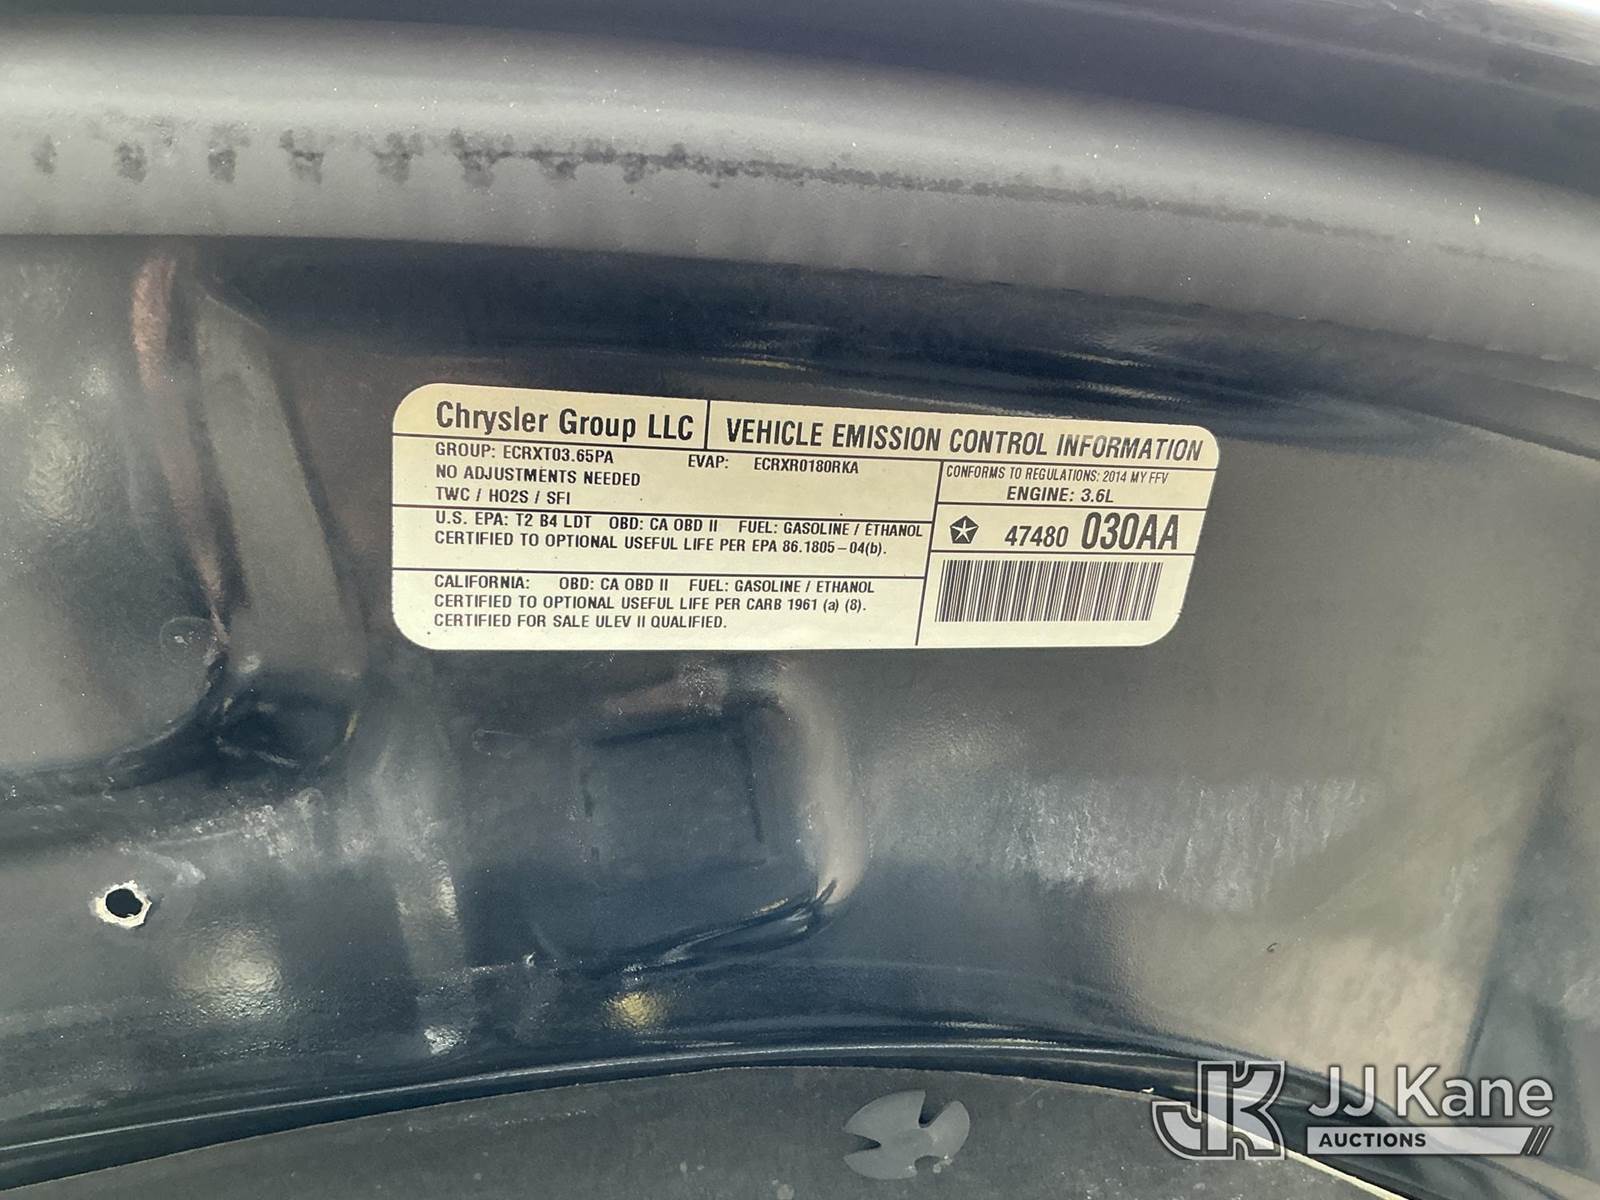 Chrysler Group LLC
VEHICLE EMISSION CONTROL INFORMATION
GROUP: ECRXT03.65PA EVAP: ECRXR0180RKA
NO ADJUSTMENTS NEEDED
TWC / HO2S / SFI
CONFORMS TO REGULATIONS: 2014 MY FFV
ENGINE: 3.6L
47480 030AA
U.S. EPA: T2 B4 LDT OBD: CA OBD II FUEL: GASOLINE / ETHANOL
CERTIFIED TO OPTIONAL USEFUL LIFE PER EPA 86.1805-04(b).
CALIFORNIA: OBD: CA OBD II FUEL: GASOLINE / ETHANOL
CERTIFIED TO OPTIONAL USEFUL LIFE PER CARB 1961 (a) (8).
CERTIFIED FOR SALE ULEV II QUALIFIED.
JK JJ Kane
AUCTIONS